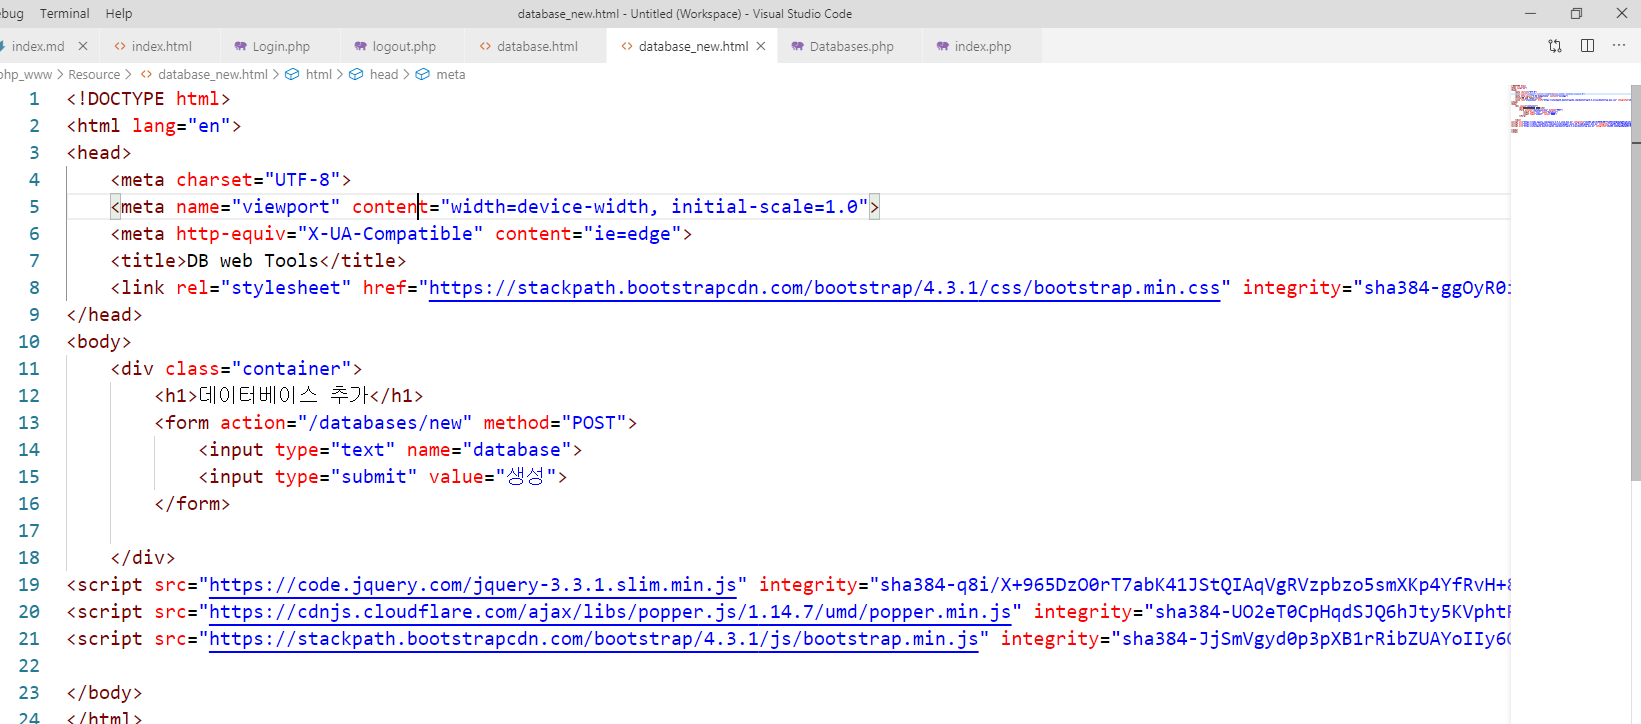 Terminal Help database_new.html - Untitled (Workspace) - Visual Studio Code
index.md index.html Login.php logout.php database.html database_new.html Databases.php index.php
Resource > database_new.html > html > head > meta
1 <!DOCTYPE html>
2 <html lang="en">
3 <head>
4 <meta charset="UTF-8">
5 <meta name="viewport" content="width=device-width, initial-scale=1.0">
6 <meta http-equiv="X-UA-Compatible" content="ie=edge">
7 <title>DB web Tools</title>
8 <link rel="stylesheet" href="https://stackpath.bootstrapcdn.com/bootstrap/4.3.1/css/bootstrap.min.css" integrity="sha384-ggOyR0i
9 </head>
10 <body>
11 <div class="container">
12 <h1>데이터베이스 추가</h1>
13 <form action="/databases/new" method="POST">
14 <input type="text" name="database">
15 <input type="submit" value="생성">
16 </form>
17
18 </div>
19 <script src="https://code.jquery.com/jquery-3.3.1.slim.min.js" integrity="sha384-q8i/X+965DzO0rT7abK41JStQIAqVgRVzpbzo5smXKp4YfRvH+8
20 <script src="https://cdnjs.cloudflare.com/ajax/libs/popper.js/1.14.7/umd/popper.min.js" integrity="sha384-UO2eT0CpHqdSJQ6hJty5KVpht
21 <script src="https://stackpath.bootstrapcdn.com/bootstrap/4.3.1/js/bootstrap.min.js" integrity="sha384-JjSmVgyd0p3pXB1rRibZUAYoIIy6
22
23 </body>
24 </html>